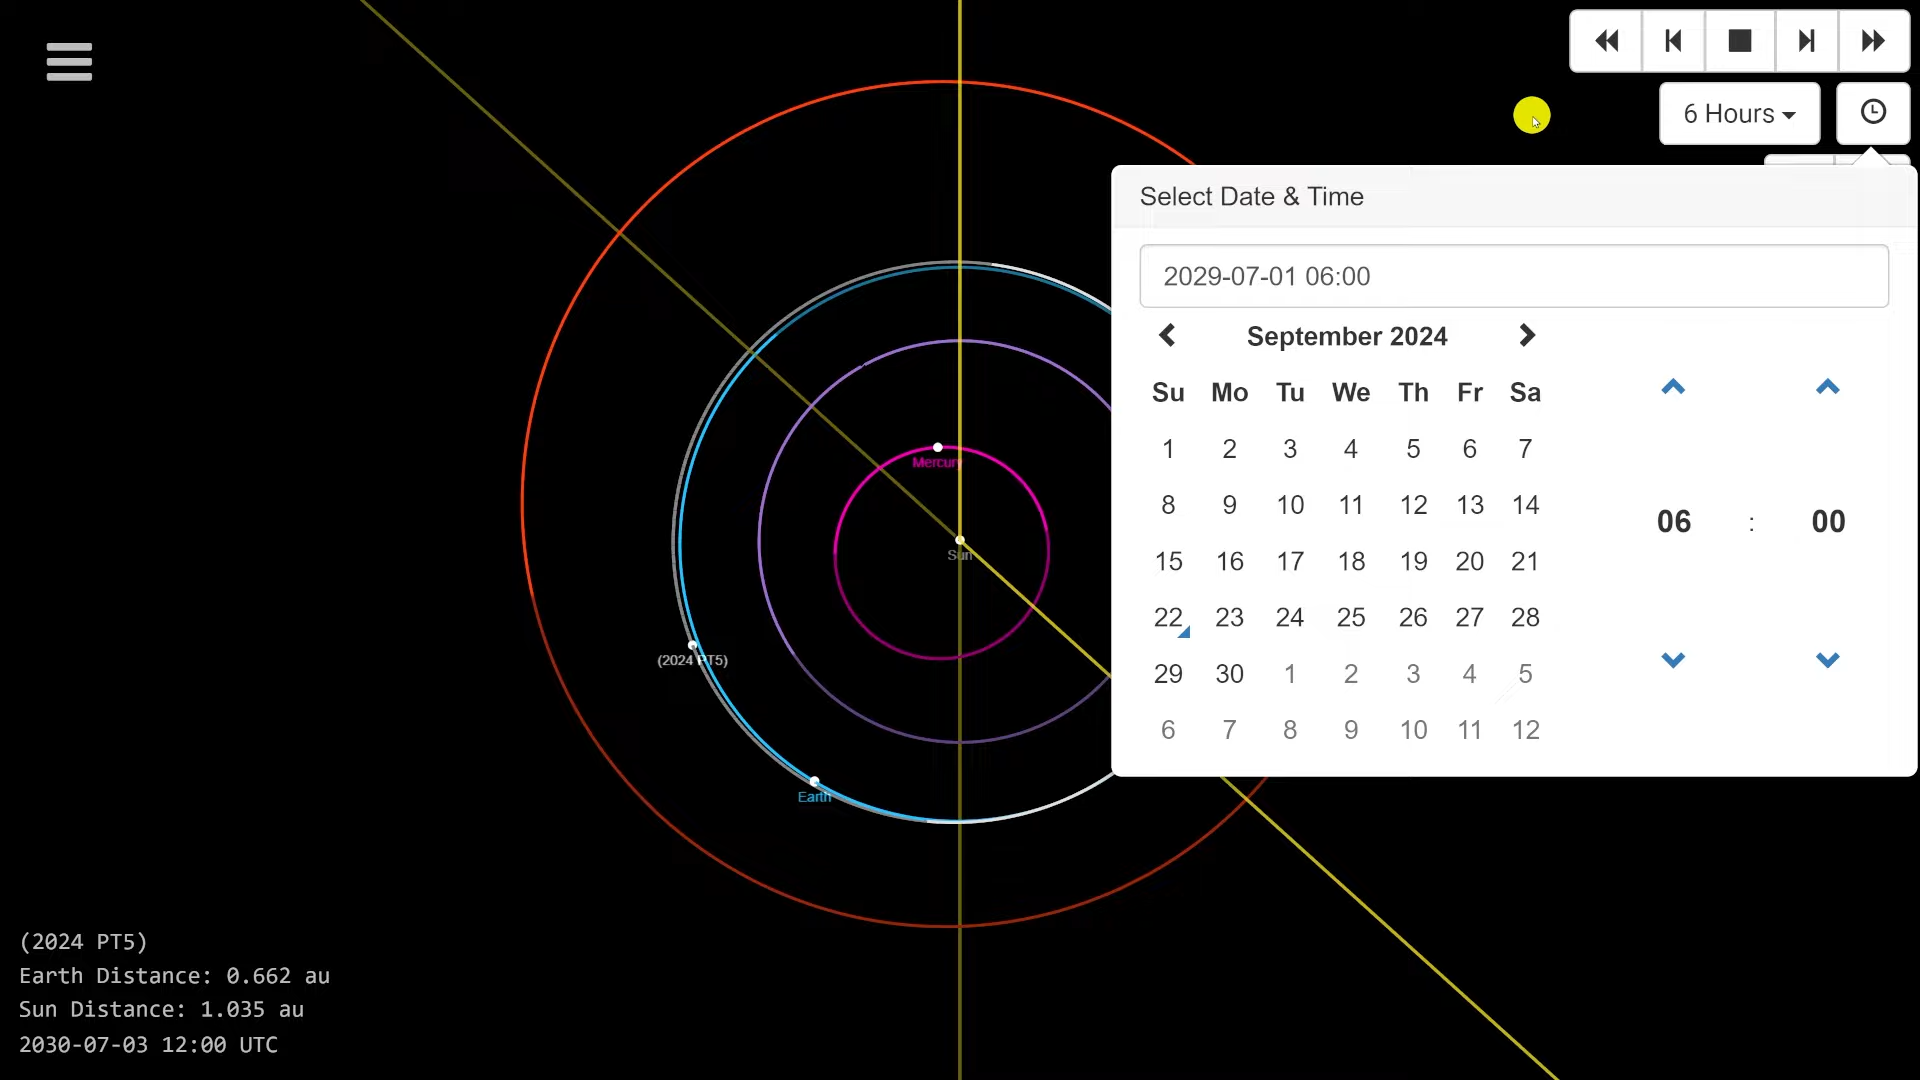 6 Hours
Select Date & Time
2029-07-01 06:00
September 2024
Su Mo Tu We Th Fr Sa
1 2 3 4 5 6 7
8 9 10 11 12 13 14
15 16 17 18 19 20 21
22 23 24 25 26 27 28
29 30 1 2 3 4 5
6 7 8 9 10 11 12
06 : 00
Mercury
Sun
(2024 PT5)
Earth
(2024 PT5)
Earth Distance: 0.662 au
Sun Distance: 1.035 au
2030-07-03 12:00 UTC